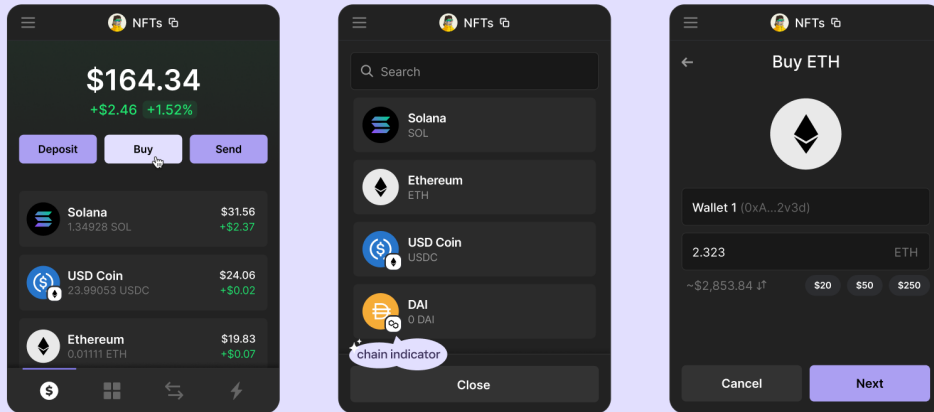 NFTs
$164.34
+$2.46 +1.52%
Deposit
Buy
Send
Solana
1.34928 SOL
$31.56
+$2.37
USD Coin
23.99053 USDC
$24.06
+$0.02
Ethereum
0.01111 ETH
$19.83
+$0.07
NFTs
Search
Solana
SOL
Ethereum
ETH
USD Coin
USDC
DAI
0 DAI
chain indicator
Close
NFTs
Buy ETH
Wallet 1 (0xA...2v3d)
2.323 ETH
~$2,853.84
$20
$50
$250
Cancel
Next